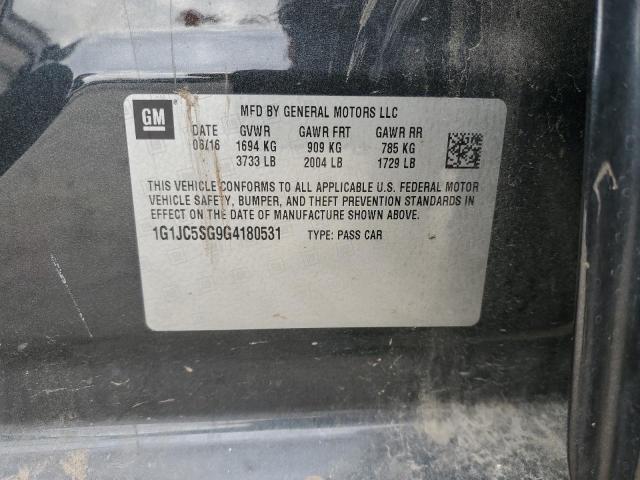 GM
MFD BY GENERAL MOTORS LLC
DATE GVWR GAWR FRT GAWR RR
06/16 1694 KG 909 KG 785 KG
3733 LB 2004 LB 1729 LB
THIS VEHICLE CONFORMS TO ALL APPLICABLE U.S. FEDERAL MOTOR
VEHICLE SAFETY, BUMPER, AND THEFT PREVENTION STANDARDS IN
EFFECT ON THE DATE OF MANUFACTURE SHOWN ABOVE.
1G1JC5SG9G4180531 TYPE: PASS CAR